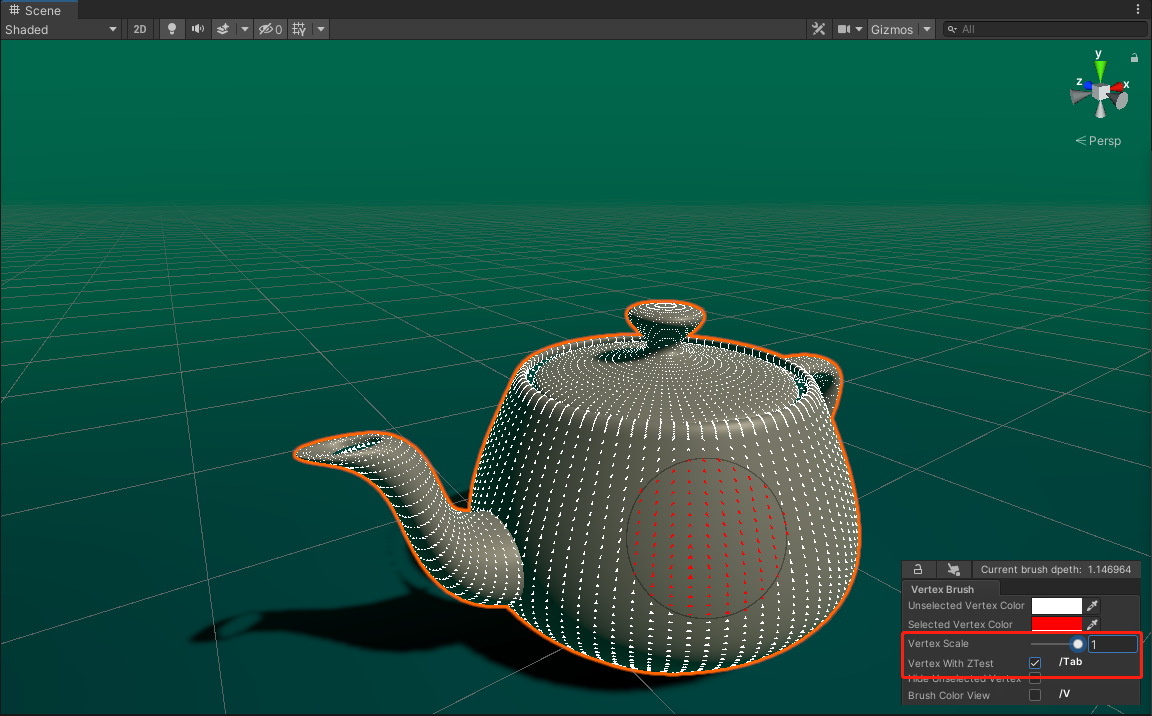 Scene
Shaded 2D 0 Gizmos All
y
z x
Persp
Current brush dpeth: 1.146964
Vertex Brush
Unselected Vertex Color
Selected Vertex Color
Vertex Scale 1
Vertex With ZTest /Tab
Hide Unselected Vertex
Brush Color View /V